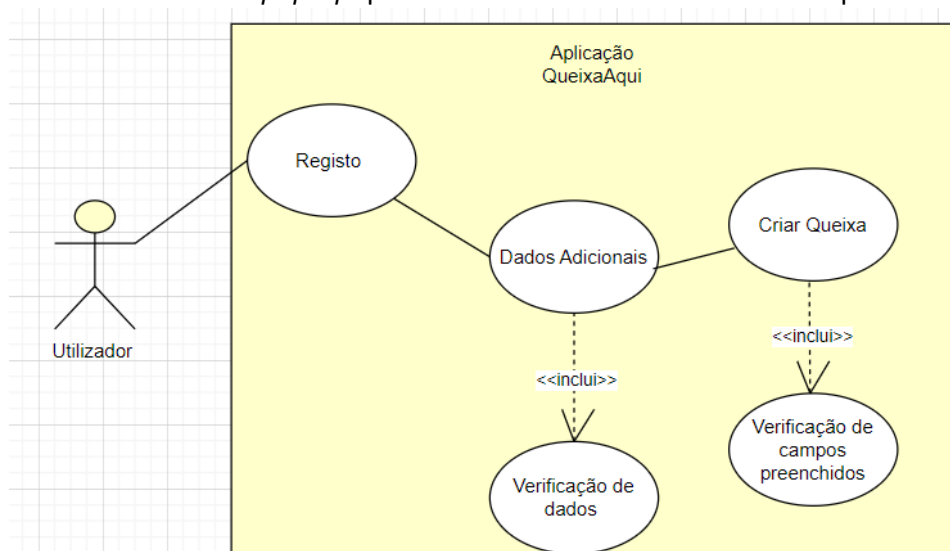 Aplicação
QueixaAqui
Registo
Criar Queixa
Dados Adicionais
Utilizador
<<inclui>>
<<inclui>>
Verificação de
campos
preenchidos
Verificação de
dados